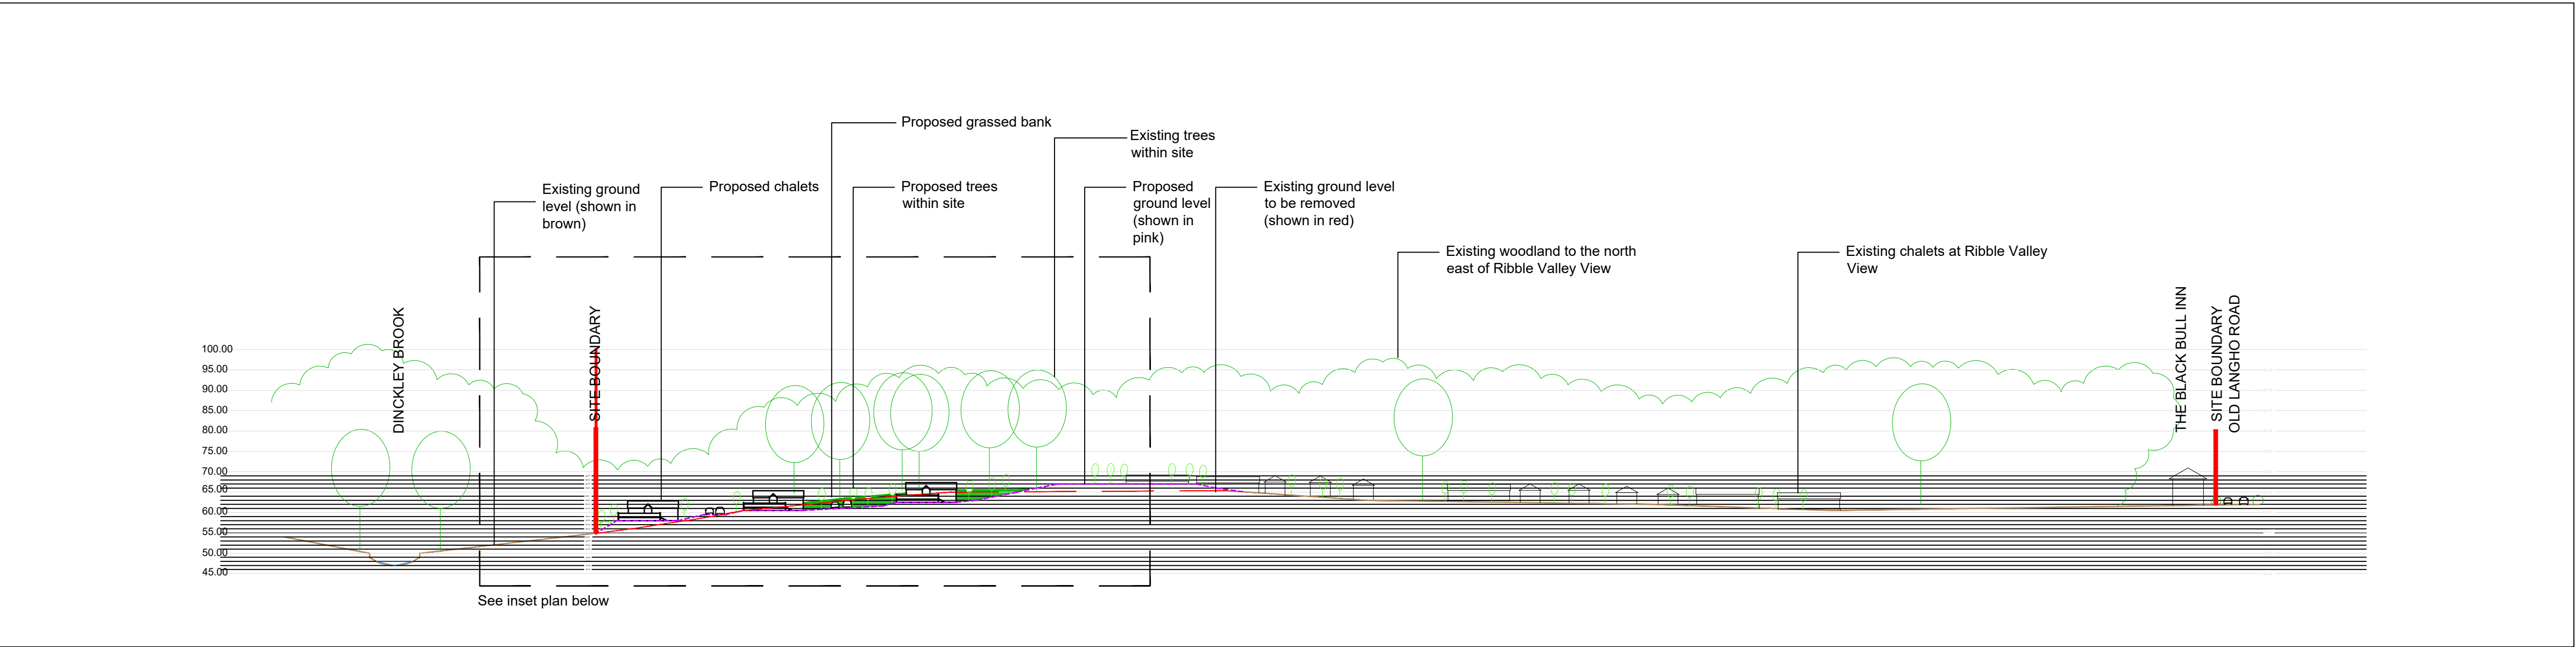 Proposed grassed bank
Existing trees
within site
Existing ground
level (shown in
brown)
Proposed chalets
Proposed trees
within site
Proposed
ground level
(shown in
pink)
Existing ground level
to be removed
(shown in red)
Existing woodland to the north
east of Ribble Valley View
Existing chalets at Ribble Valley
View
DINCKLEY BROOK
SITE BOUNDARY
THE BLACK BULL INN
SITE BOUNDARY
OLD LANGHO ROAD
100.00
95.00
90.00
85.00
80.00
75.00
70.00
65.00
60.00
55.00
50.00
45.00
See inset plan below